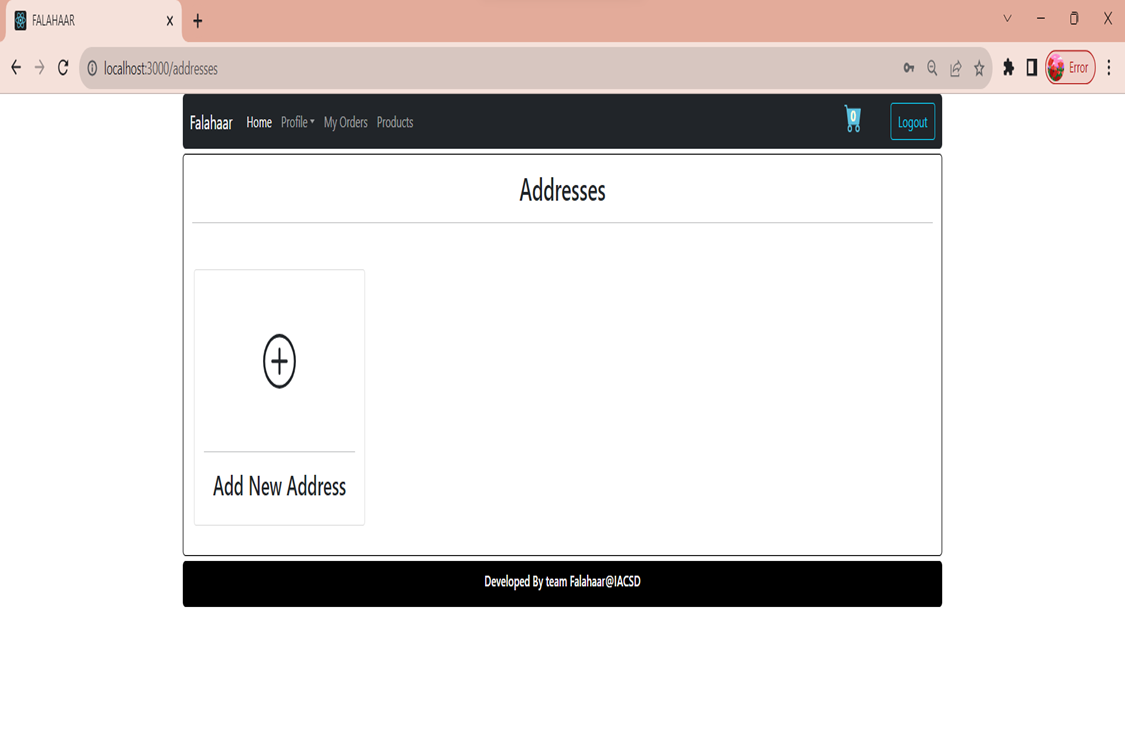 FALAHAAR
localhost:3000/addresses
Error
Falahaar Home Profile My Orders Products 0 Logout
Addresses
Add New Address
Developed By team Falahaar@IACSD